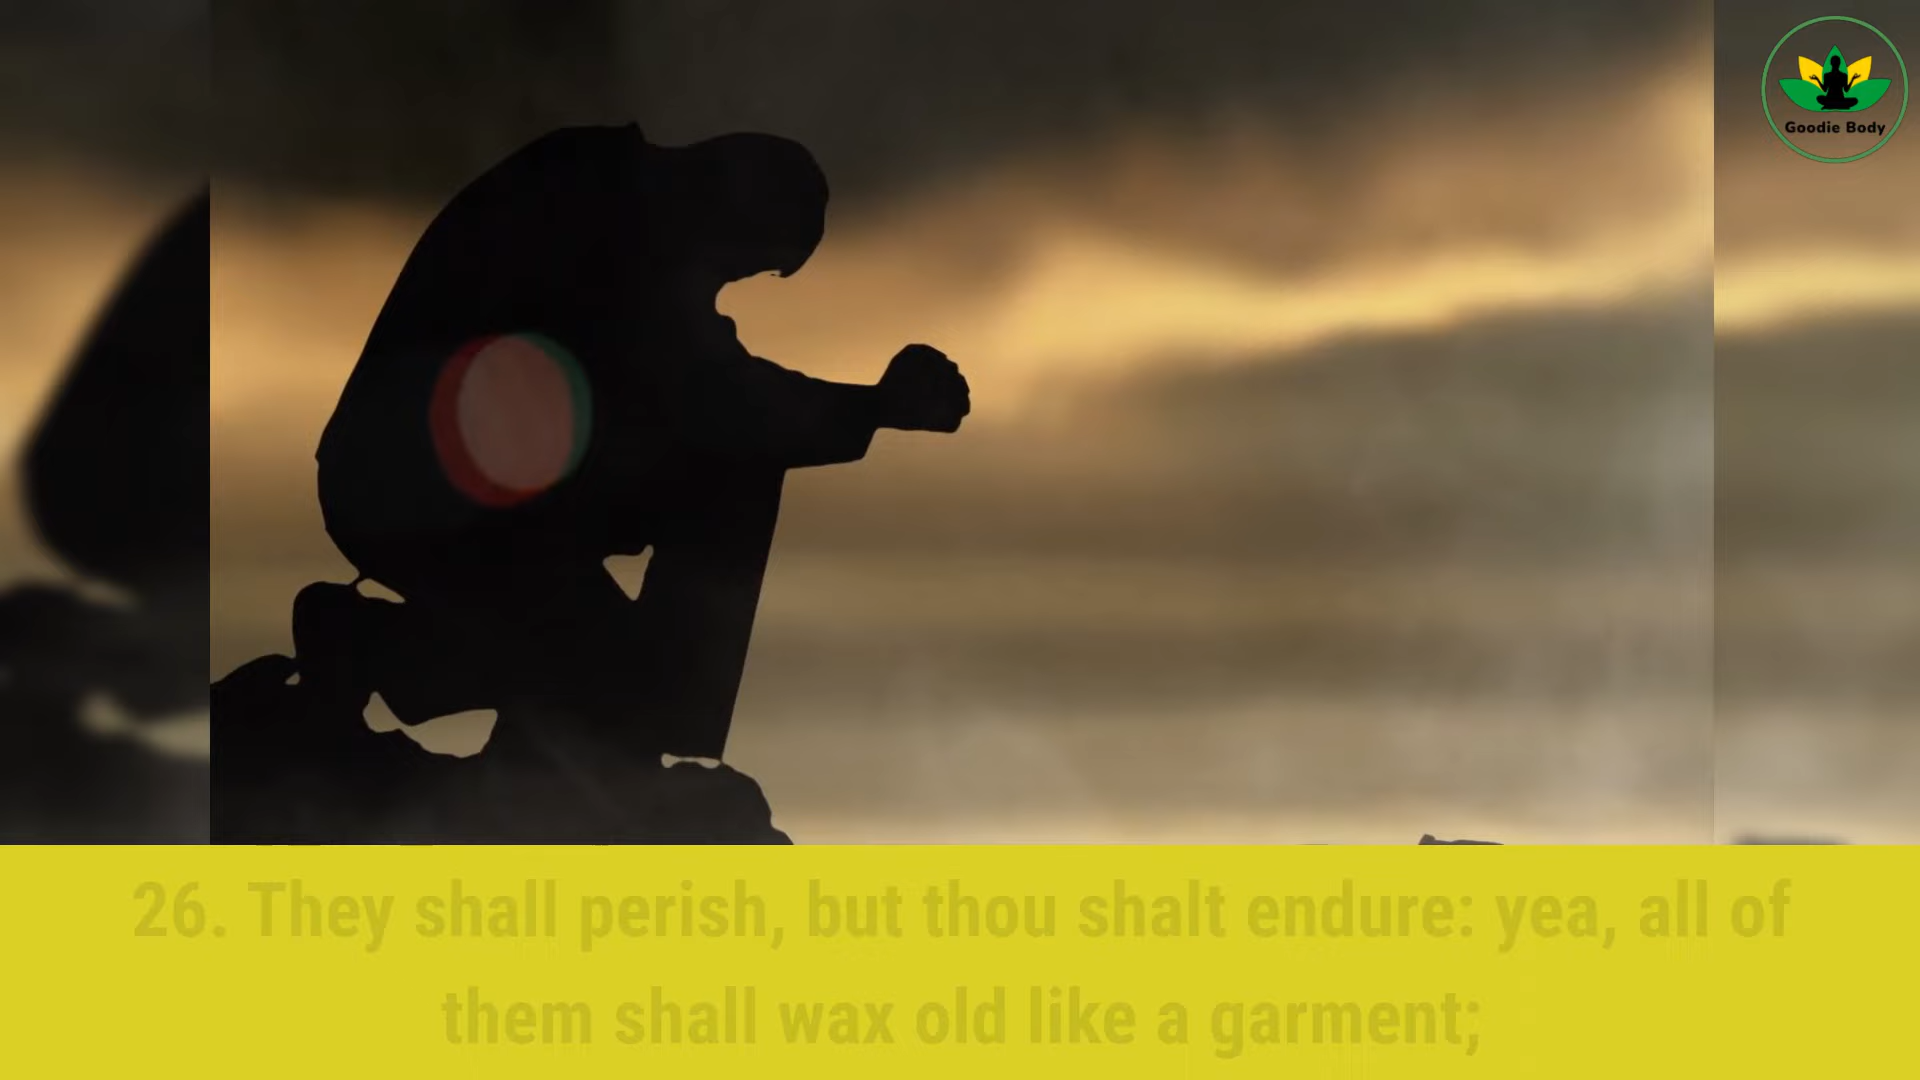 Goodie Body
26. They shall perish, but thou shalt endure: yea, all of
them shall wax old like a garment;